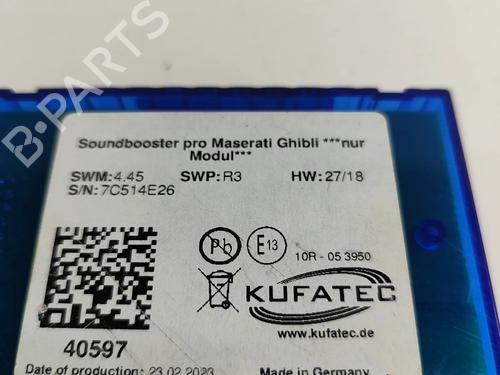 Soundbooster pro Maserati Ghibli ***nur
Modul***
SWM: 4.45 SWP: R3 HW: 27/18
S/N: 7C514E26
Pb E13 10R - 05 3950
KUFATEC
www.kufatec.de
40597
Date of production: 23.02.2023 Made in Germany
B-PARTS